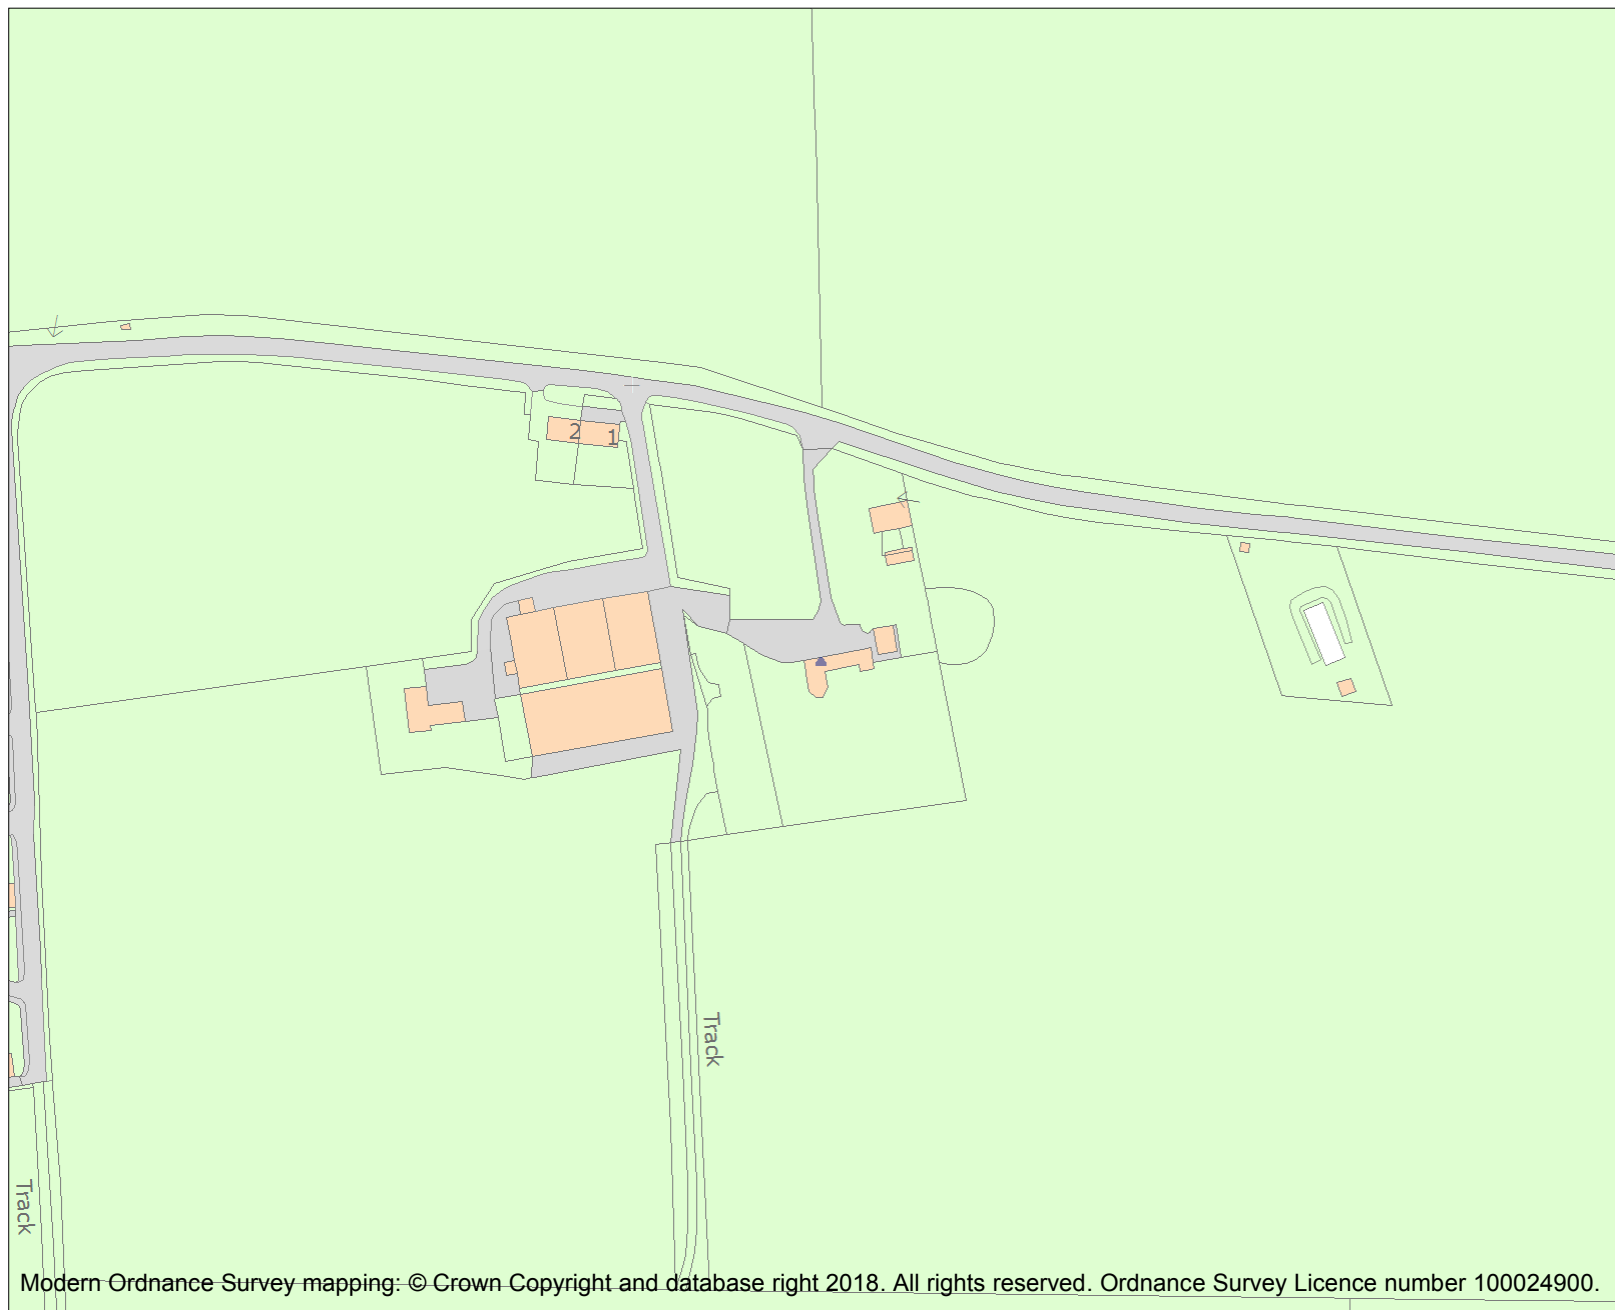 2
1
Track
Track
Modern Ordnance Survey mapping: © Crown Copyright and database right 2018. All rights reserved. Ordnance Survey Licence number 100024900.